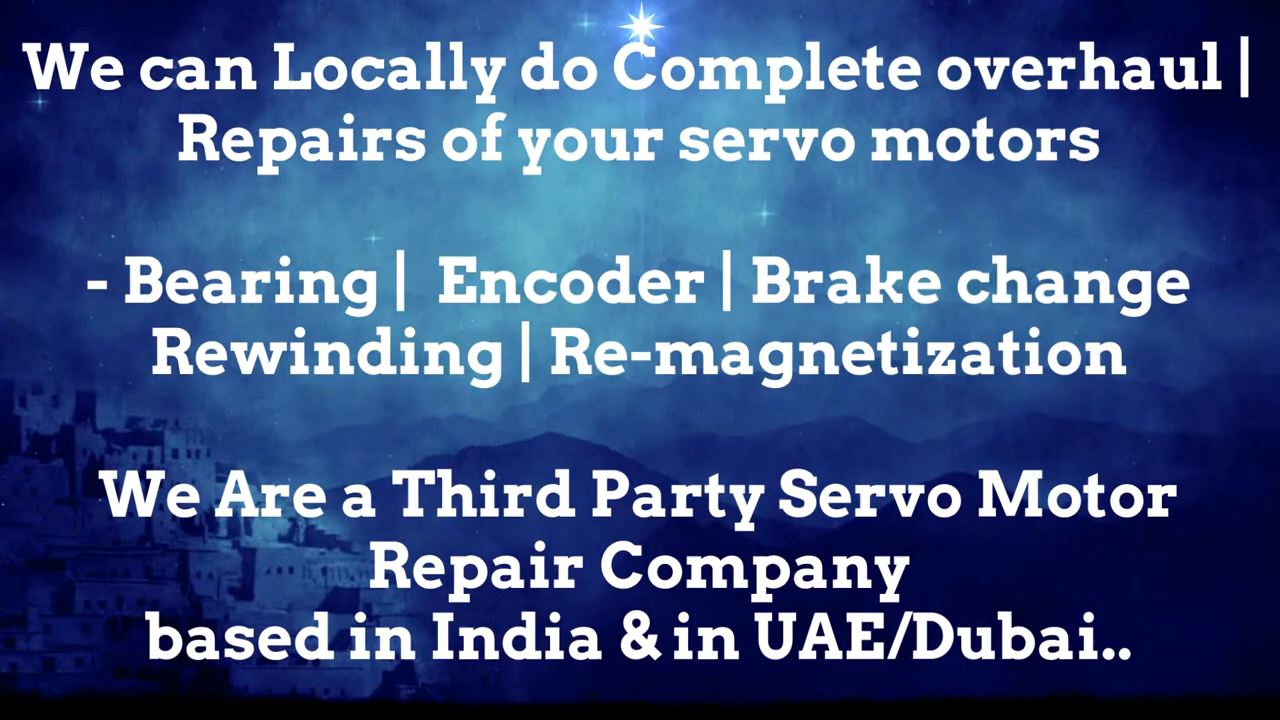 We can Locally do Complete overhaul |
Repairs of your servo motors
- Bearing | Encoder | Brake change
Rewinding | Re-magnetization
We Are a Third Party Servo Motor
Repair Company
based in India & in UAE/Dubai..